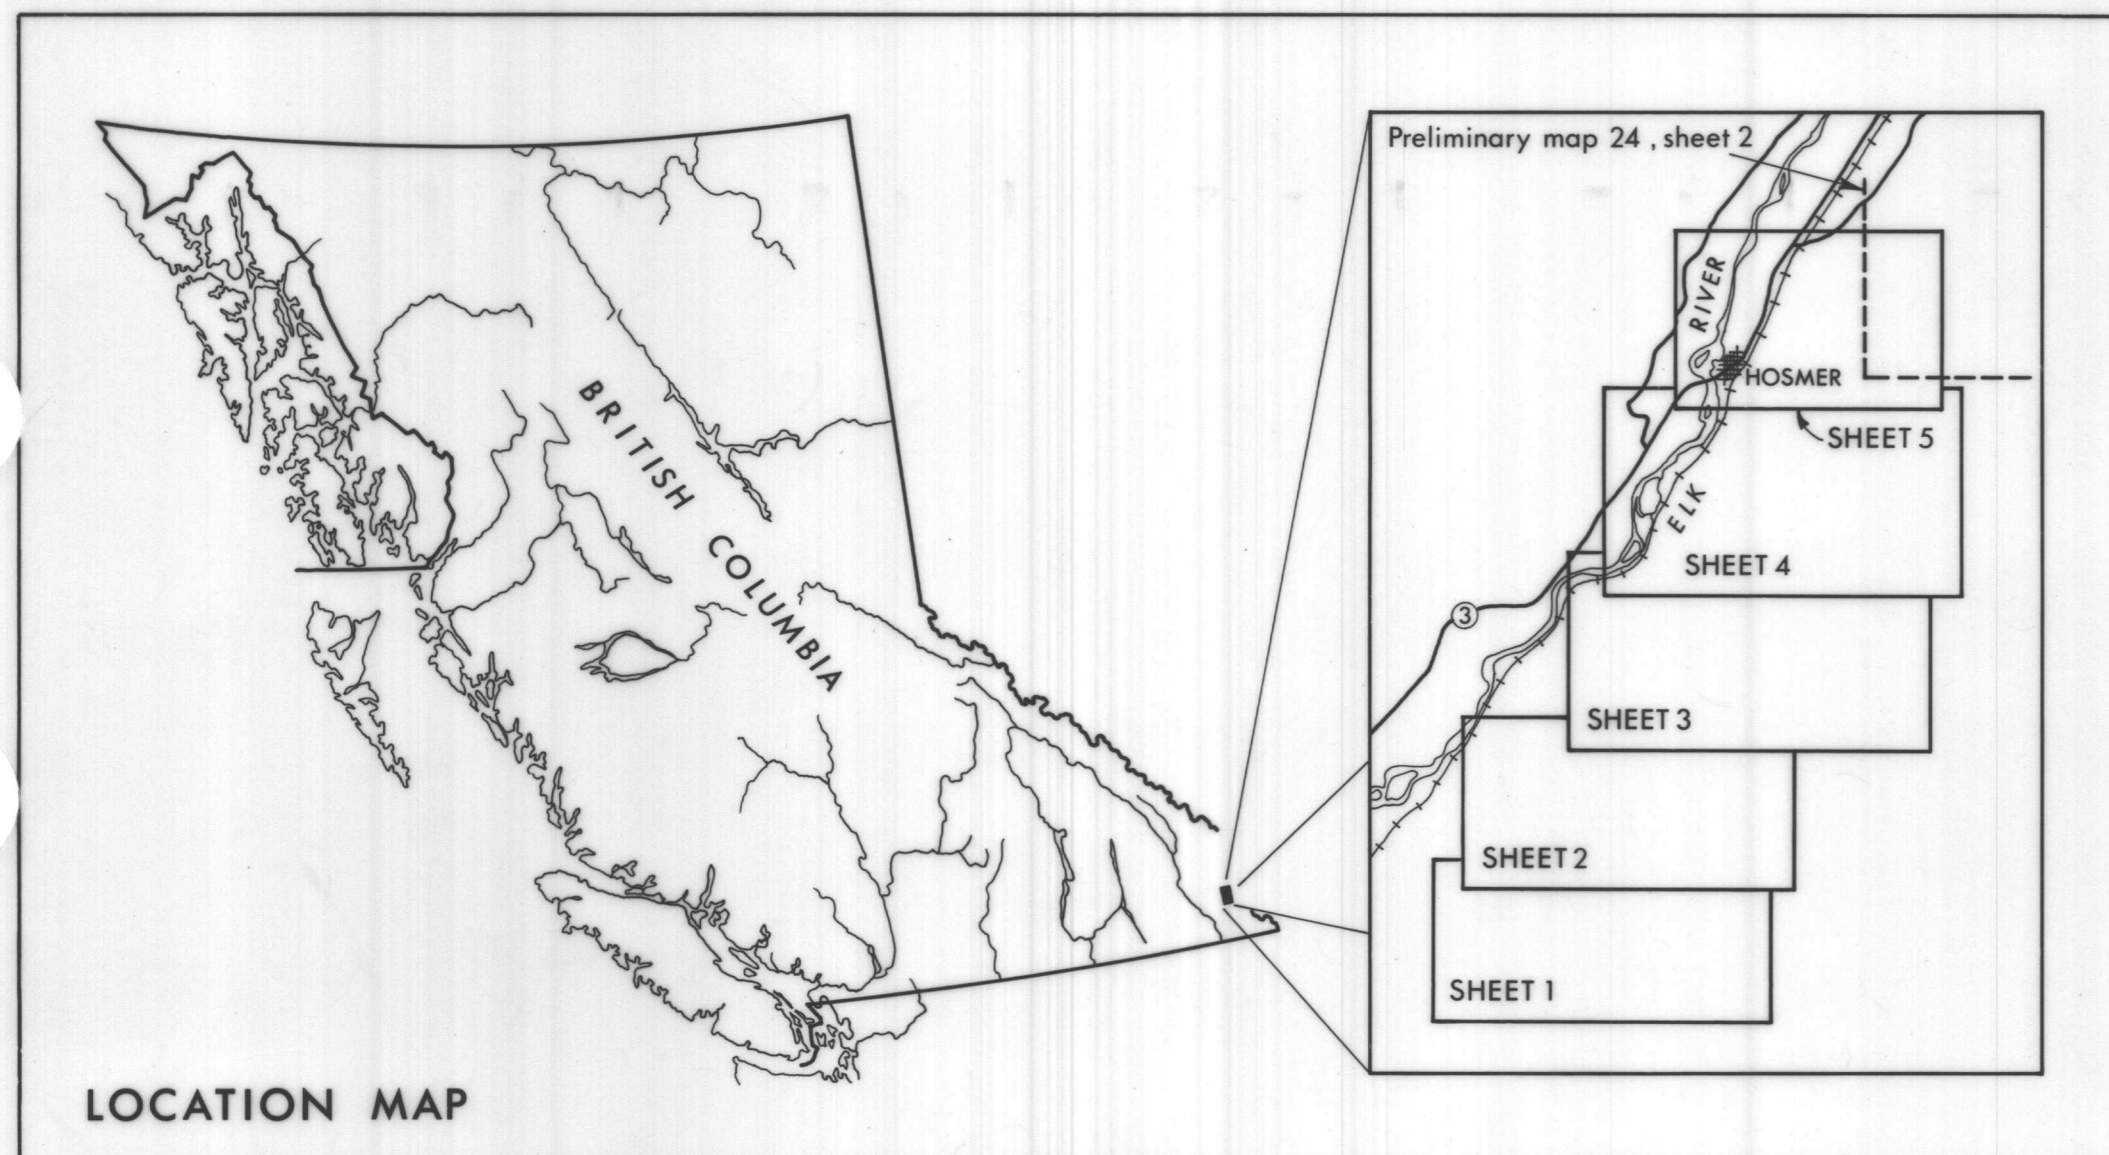 Preliminary map 24, sheet 2
RIVER
HOSMER
SHEET 5
ELK
SHEET 4
3
SHEET 3
SHEET 2
SHEET 1
BRITISH COLUMBIA
LOCATION MAP